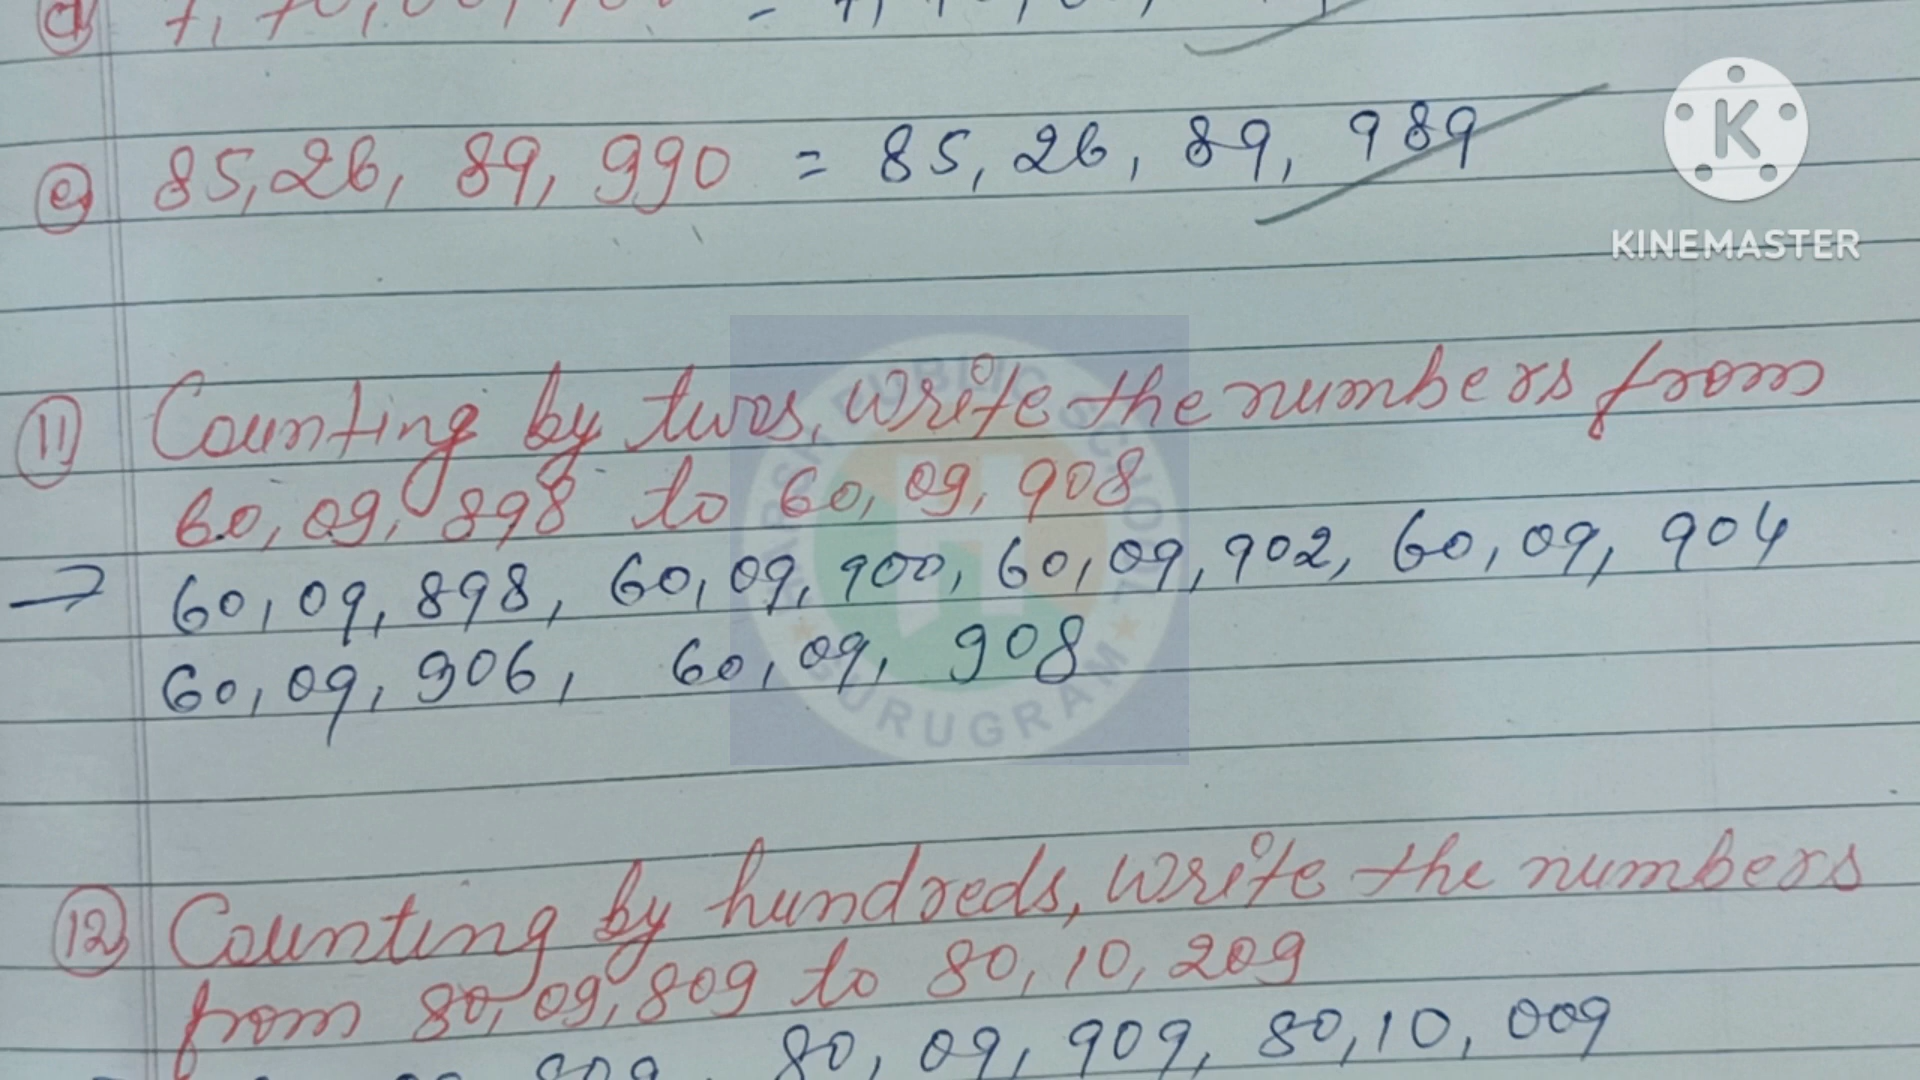 (e) 85,26, 89, 990 = 85, 26, 89, 989
KINEMASTER
(11) Counting by twos, write the numbers from
60, 09, 898 to 60, 09, 908
→ 60, 09, 898, 60, 09, 900, 60, 09, 902, 60, 09, 904
60, 09, 906, 60, 09, 908
GURUGRAM
(12) Counting by hundreds, write the numbers
from 80, 09, 809 to 80, 10, 209
80, 09, 909, 80, 10, 009